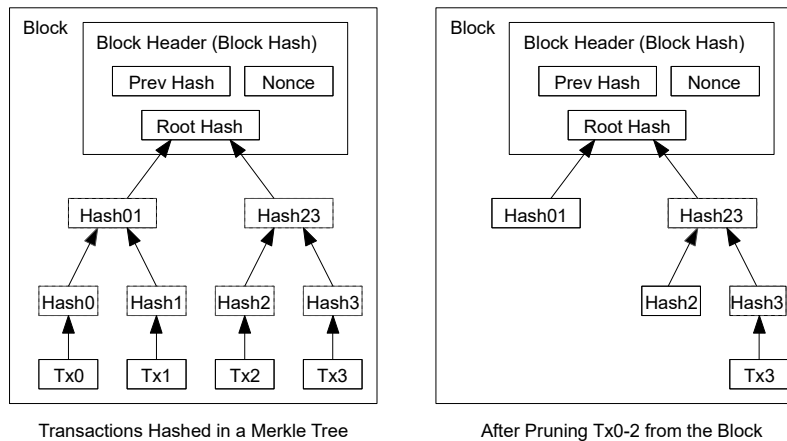 Block
Block Header (Block Hash)
Prev Hash
Nonce
Root Hash
Hash01
Hash23
Hash0
Hash1
Hash2
Hash3
Tx0
Tx1
Tx2
Tx3
Transactions Hashed in a Merkle Tree
Block
Block Header (Block Hash)
Prev Hash
Nonce
Root Hash
Hash01
Hash23
Hash2
Hash3
Tx3
After Pruning Tx0-2 from the Block